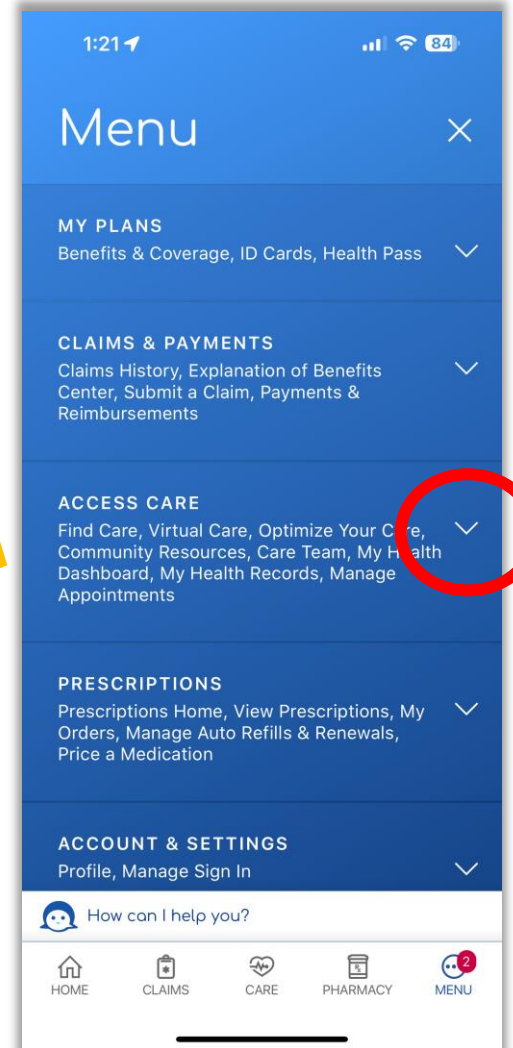 1:21
84
Menu
MY PLANS
Benefits & Coverage, ID Cards, Health Pass
CLAIMS & PAYMENTS
Claims History, Explanation of Benefits
Center, Submit a Claim, Payments &
Reimbursements
ACCESS CARE
Find Care, Virtual Care, Optimize Your Care,
Community Resources, Care Team, My Health
Dashboard, My Health Records, Manage
Appointments
PRESCRIPTIONS
Prescriptions Home, View Prescriptions, My
Orders, Manage Auto Refills & Renewals,
Price a Medication
ACCOUNT & SETTINGS
Profile, Manage Sign In
How can I help you?
2
HOME CLAIMS CARE PHARMACY MENU